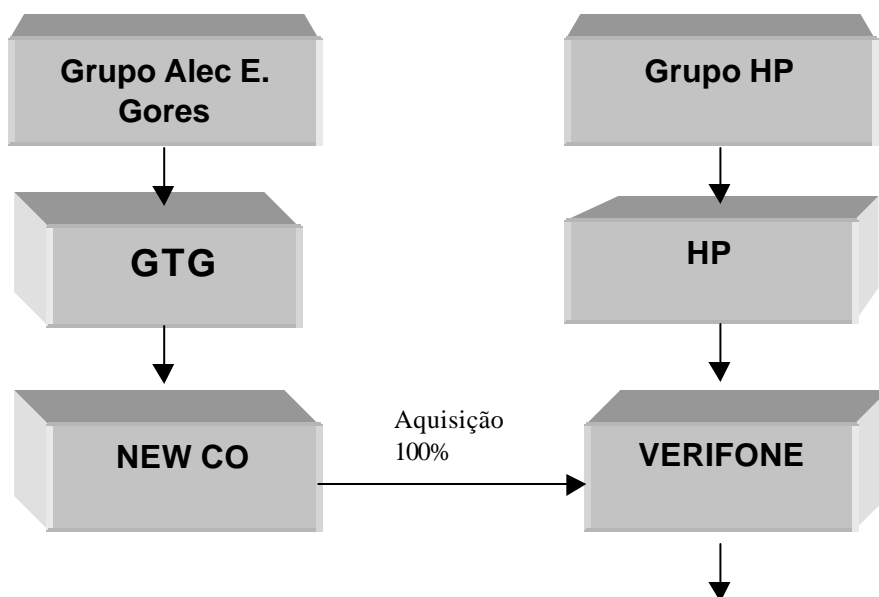 Grupo Alec E.
Gores
Grupo HP
GTG
HP
NEW CO
Aquisição
100%
VERIFONE